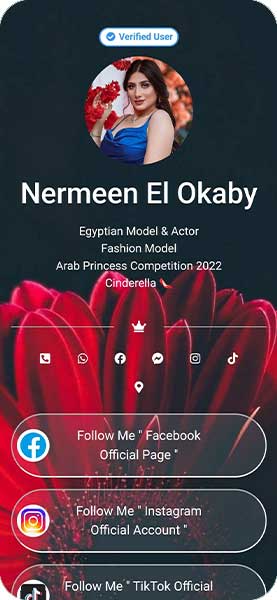 Verified User
Nermeen El Okaby
Egyptian Model & Actor
Fashion Model
Arab Princess Competition 2022
Cinderella 👠
Follow Me " Facebook
Official Page "
Follow Me " Instagram
Official Account "
Follow Me " TikTok Official